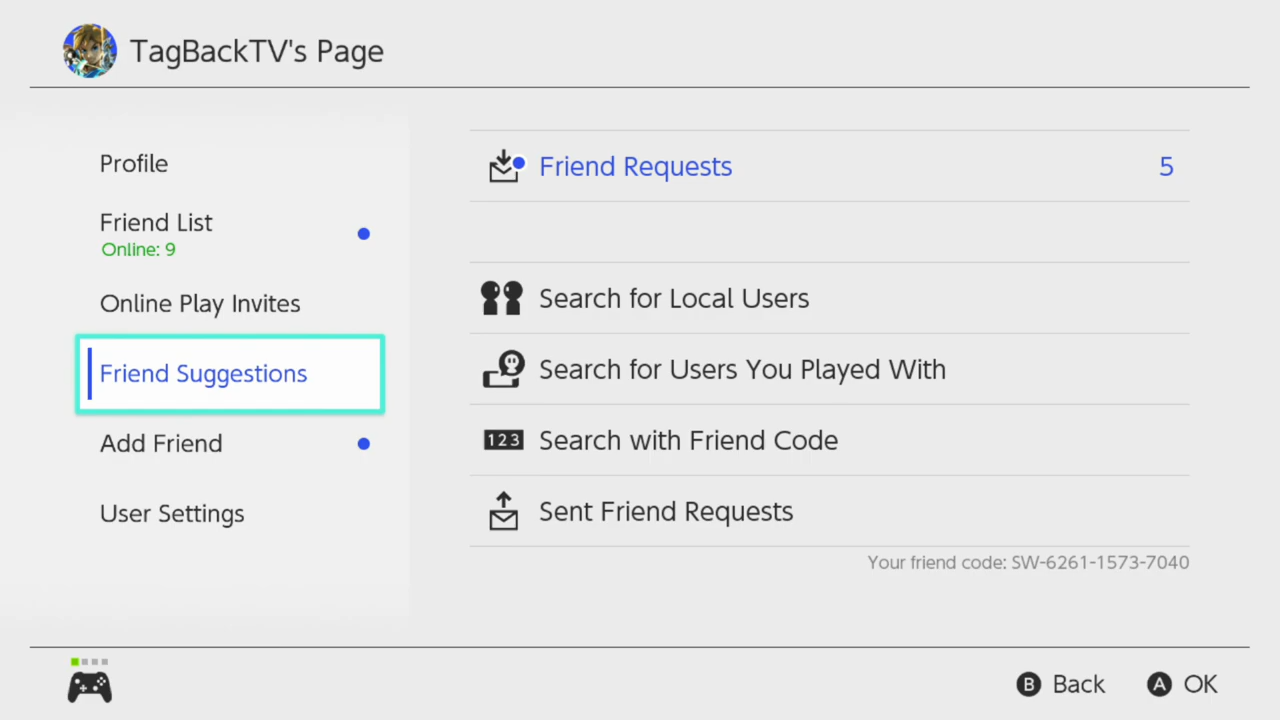 TagBackTV's Page
Profile
Friend List
Online: 9
Online Play Invites
Friend Suggestions
Add Friend
User Settings
Friend Requests 5
Search for Local Users
Search for Users You Played With
123 Search with Friend Code
Sent Friend Requests
Your friend code: SW-6261-1573-7040
B Back A OK